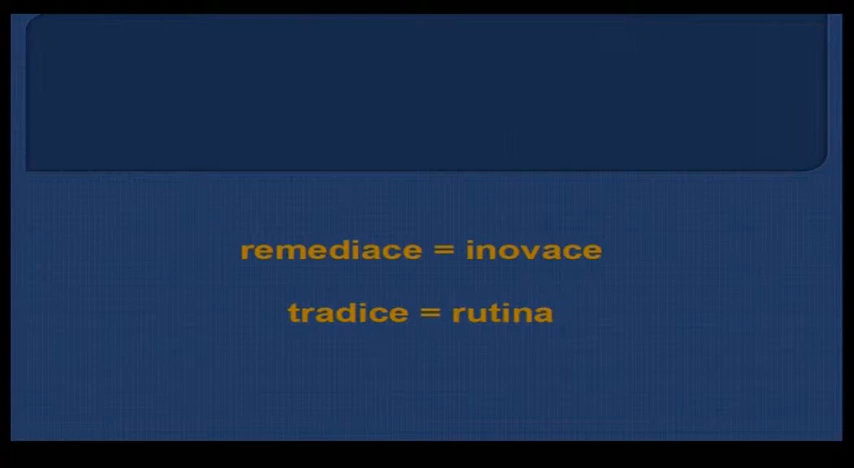 remediace = inovace
tradice = rutina